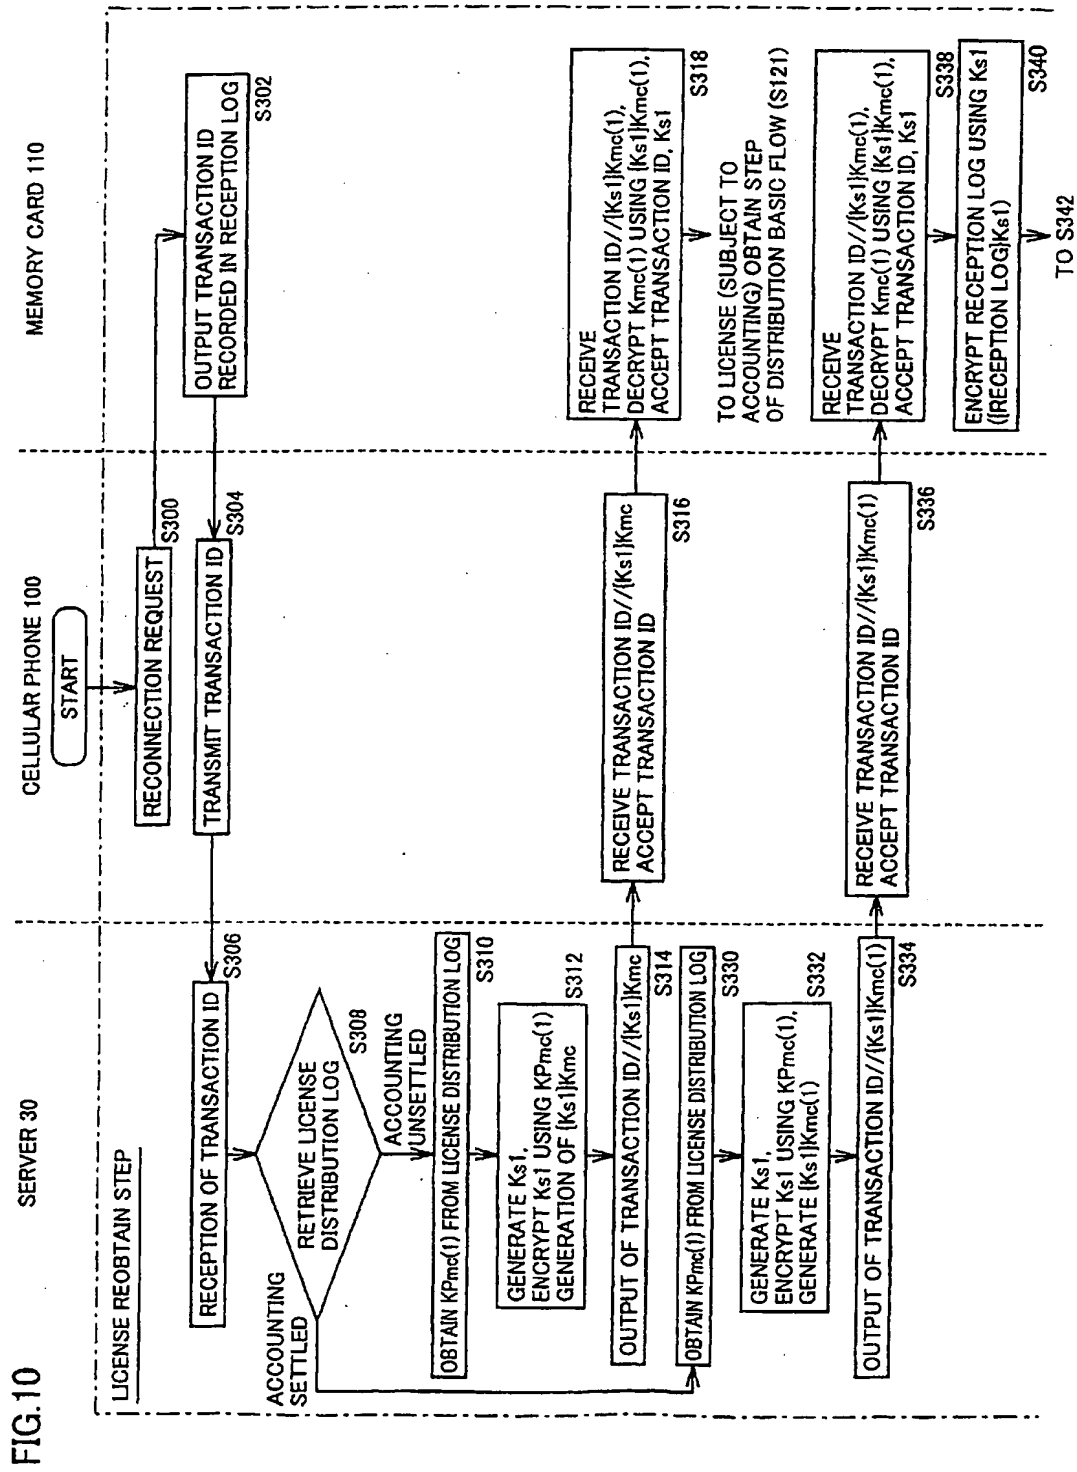 FIG.10
SERVER 30
CELLULAR PHONE 100
MEMORY CARD 110
LICENSE REOBTAIN STEP
START
RECONNECTION REQUEST
S300
OUTPUT TRANSACTION ID
RECORDED IN RECEPTION LOG
S302
TRANSMIT TRANSACTION ID
S304
RECEPTION OF TRANSACTION ID
S306
RETRIEVE LICENSE
DISTRIBUTION LOG
S308
ACCOUNTING
SETTLED
ACCOUNTING
UNSETTLED
OBTAIN KPmc(1) FROM LICENSE DISTRIBUTION LOG
S310
GENERATE Ks1,
ENCRYPT Ks1 USING KPmc(1)
GENERATION OF {Ks1}Kmc
S312
OUTPUT OF TRANSACTION ID//{Ks1}Kmc
S314
RECEIVE TRANSACTION ID//{Ks1}Kmc
ACCEPT TRANSACTION ID
S316
RECEIVE
TRANSACTION ID//{Ks1}Kmc(1),
DECRYPT Kmc(1) USING {Ks1}Kmc(1),
ACCEPT TRANSACTION ID, Ks1
S318
TO LICENSE (SUBJECT TO
ACCOUNTING) OBTAIN STEP
OF DISTRIBUTION BASIC FLOW (S121)
OBTAIN KPmc(1) FROM LICENSE DISTRIBUTION LOG
S330
GENERATE Ks1,
ENCRYPT Ks1 USING KPmc(1),
GENERATE {Ks1}Kmc(1)
S332
OUTPUT OF TRANSACTION ID//{Ks1}Kmc(1)
S334
RECEIVE TRANSACTION ID//{Ks1}Kmc(1)
ACCEPT TRANSACTION ID
S336
RECEIVE
TRANSACTION ID//{Ks1}Kmc(1),
DECRYPT Kmc(1) USING {Ks1}Kmc(1),
ACCEPT TRANSACTION ID, Ks1
S338
ENCRYPT RECEPTION LOG USING Ks1
({RECEPTION LOG}Ks1)
S340
TO S342